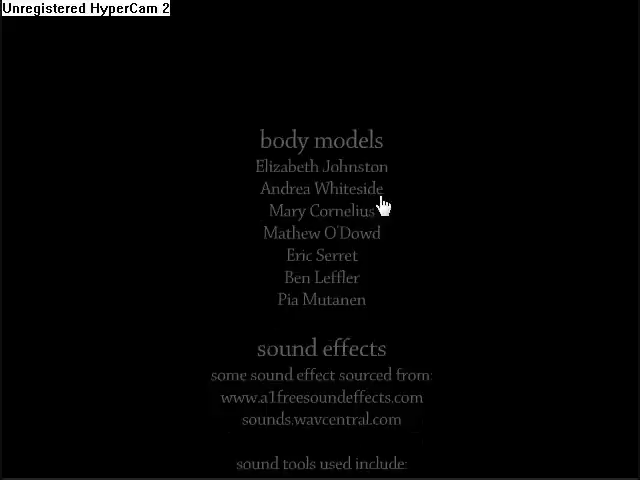 Unregistered HyperCam 2
body models
Elizabeth Johnston
Andrea Whiteside
Mary Cornelius
Mathew O'Dowd
Eric Serret
Ben Leffler
Pia Mutanen
sound effects
some sound effect sourced from:
www.a1freesoundeffects.com
sounds.wavcentral.com
sound tools used include: